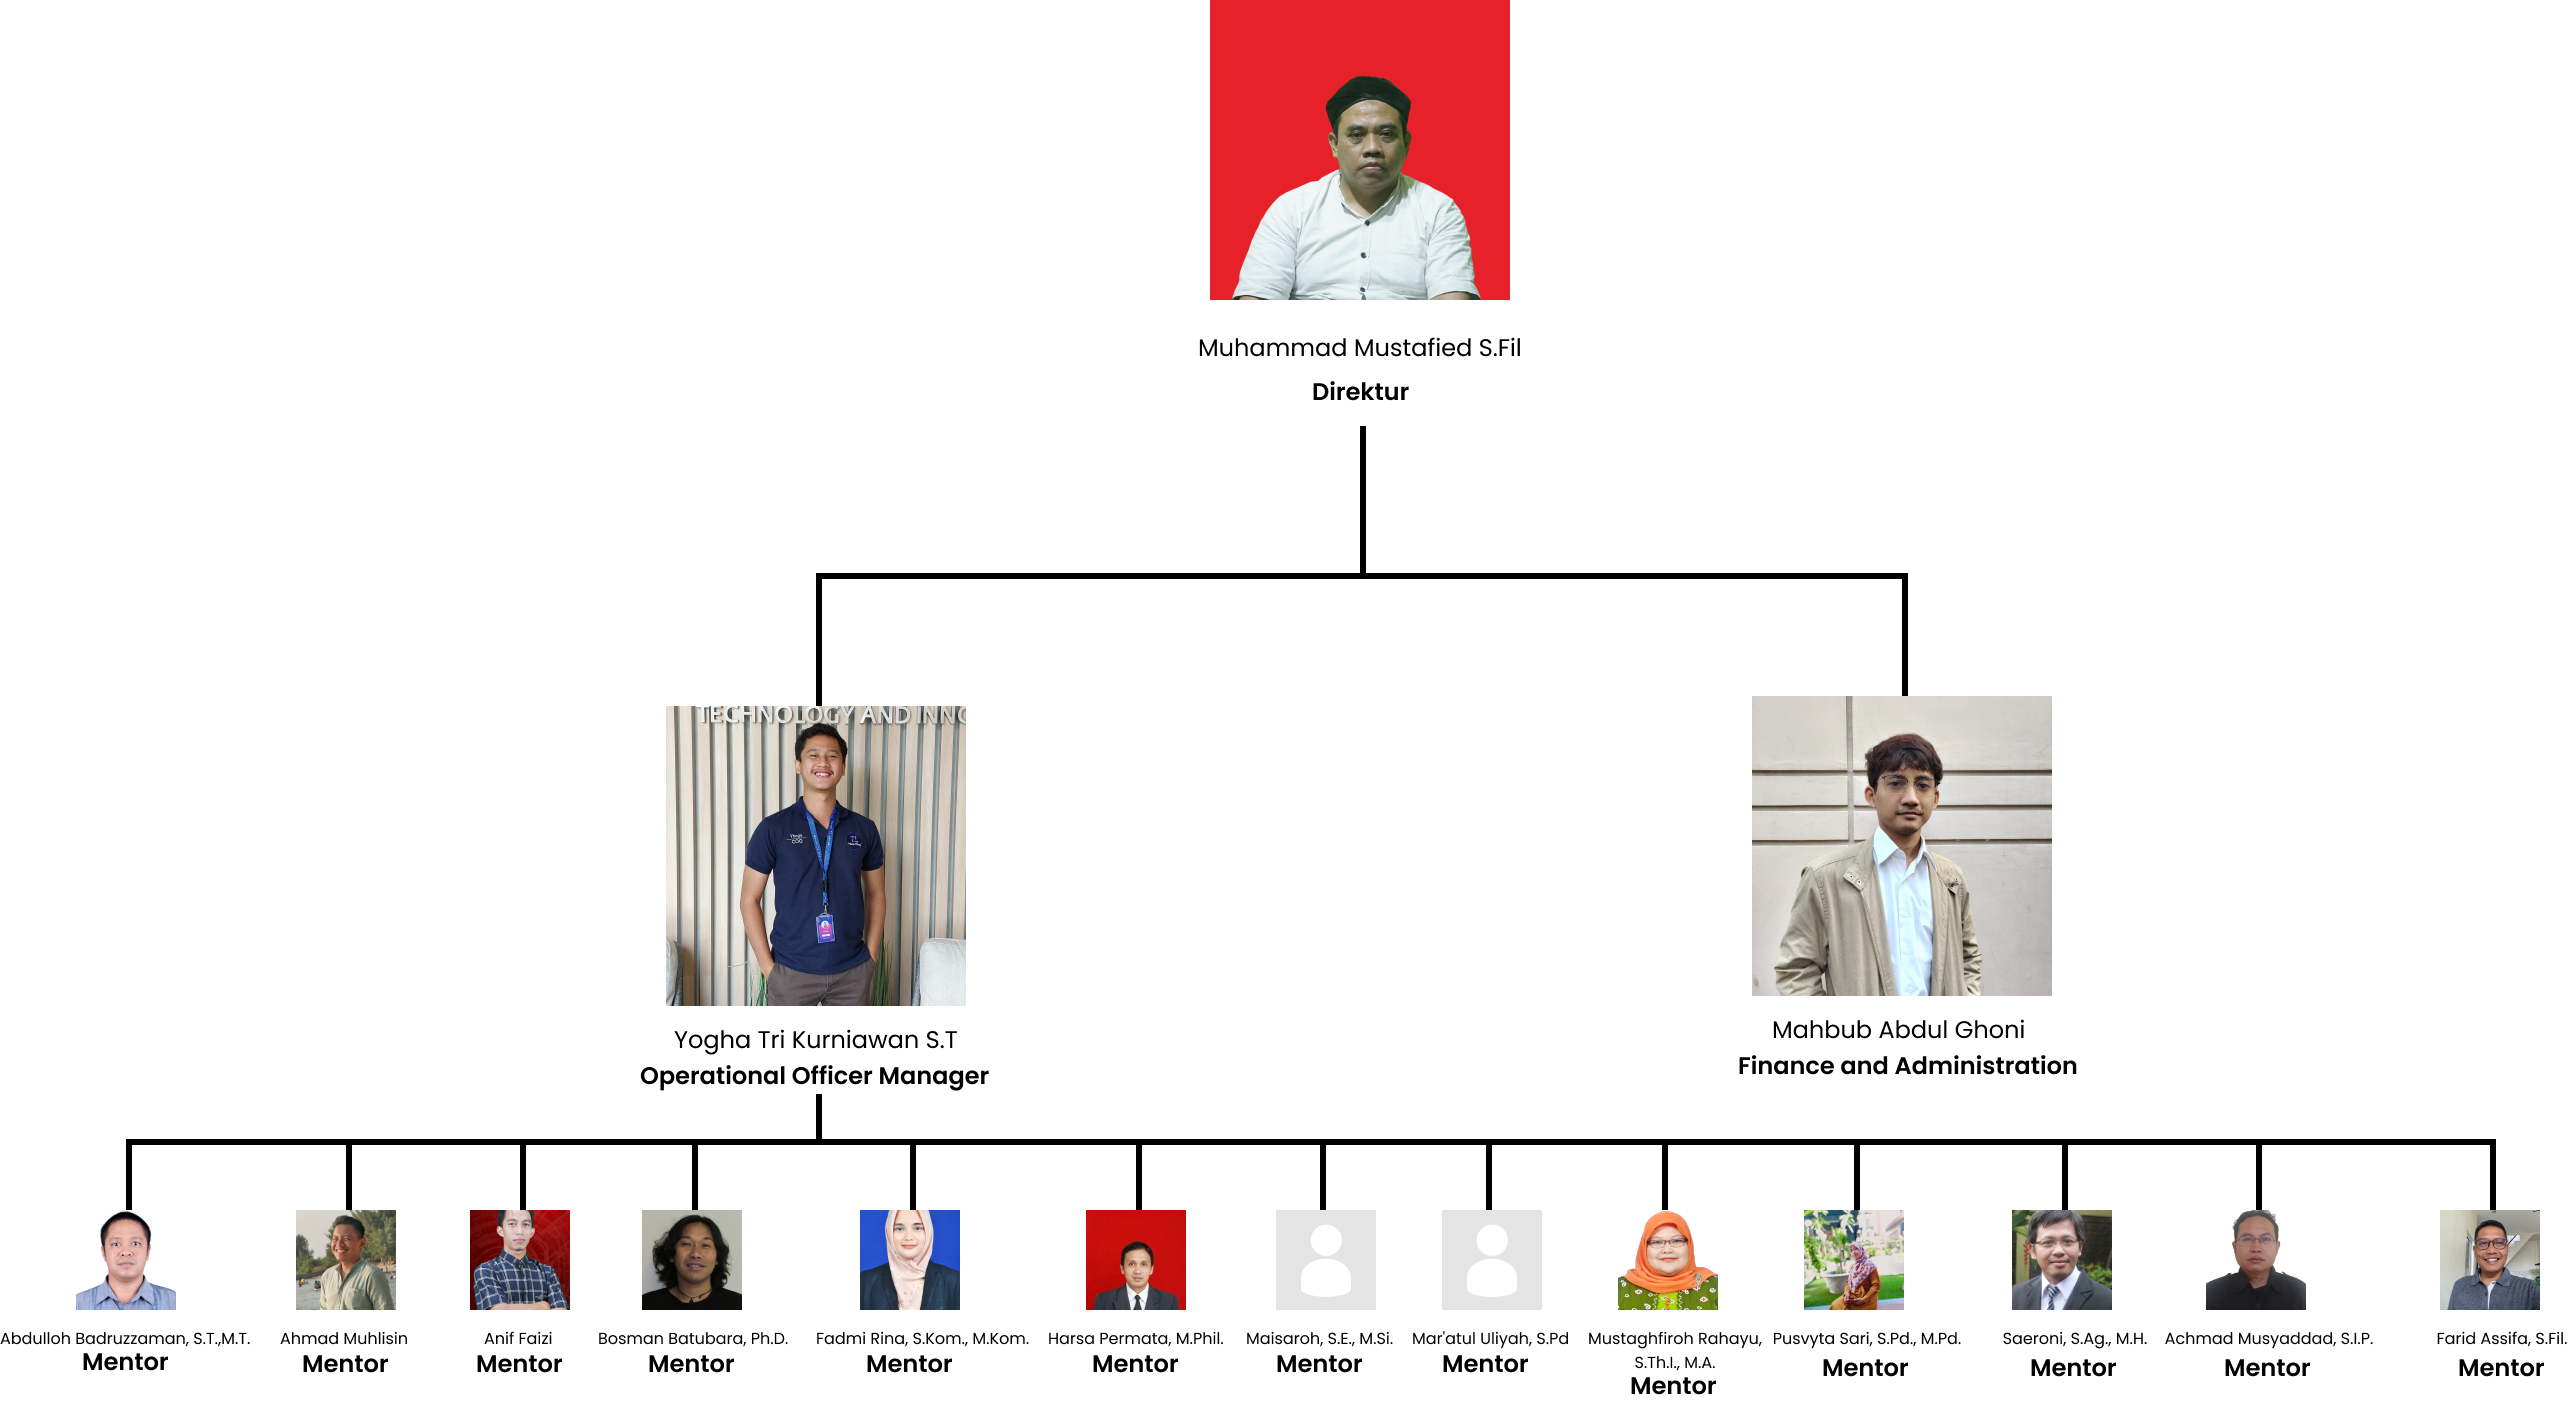 Muhammad Mustafied S.Fil
Direktur
TECHNOLOGY AND INNO
Yogha Tri Kurniawan S.T
Operational Officer Manager
Mahbub Abdul Ghoni
Finance and Administration
Abdulloh Badruzzaman, S.T.,M.T.
Mentor
Ahmad Muhlisin
Mentor
Anif Faizi
Mentor
Bosman Batubara, Ph.D.
Mentor
Fadmi Rina, S.Kom., M.Kom.
Mentor
Harsa Permata, M.Phil.
Mentor
Maisaroh, S.E., M.Si.
Mentor
Mar'atul Uliyah, S.Pd
Mentor
Mustaghfiroh Rahayu,
S.Th.I., M.A.
Mentor
Pusvyta Sari, S.Pd., M.Pd.
Mentor
Saeroni, S.Ag., M.H.
Mentor
Achmad Musyaddad, S.I.P.
Mentor
Farid Assifa, S.Fil.
Mentor